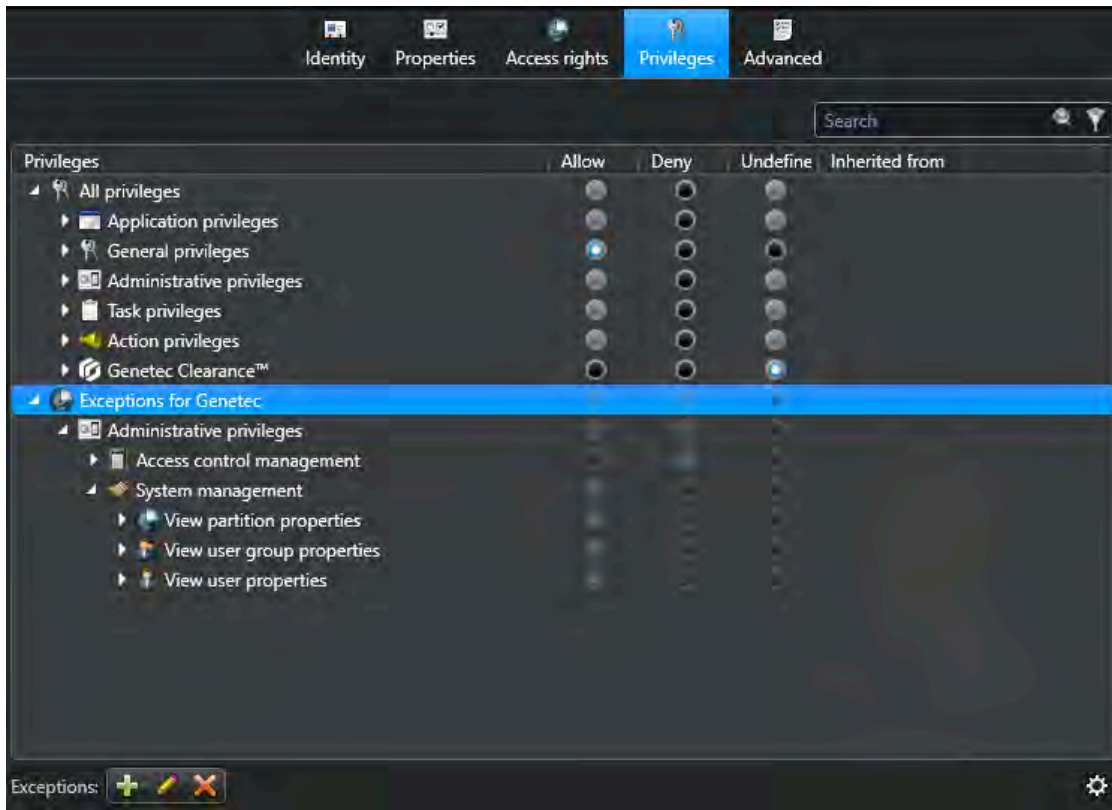 Identity Properties Access rights Privileges Advanced
Search
Privileges Allow Deny Undefine Inherited from
All privileges
Application privileges
General privileges
Administrative privileges
Task privileges
Action privileges
Genetec Clearance™
Exceptions for Genetec
Administrative privileges
Access control management
System management
View partition properties
View user group properties
View user properties
Exceptions: